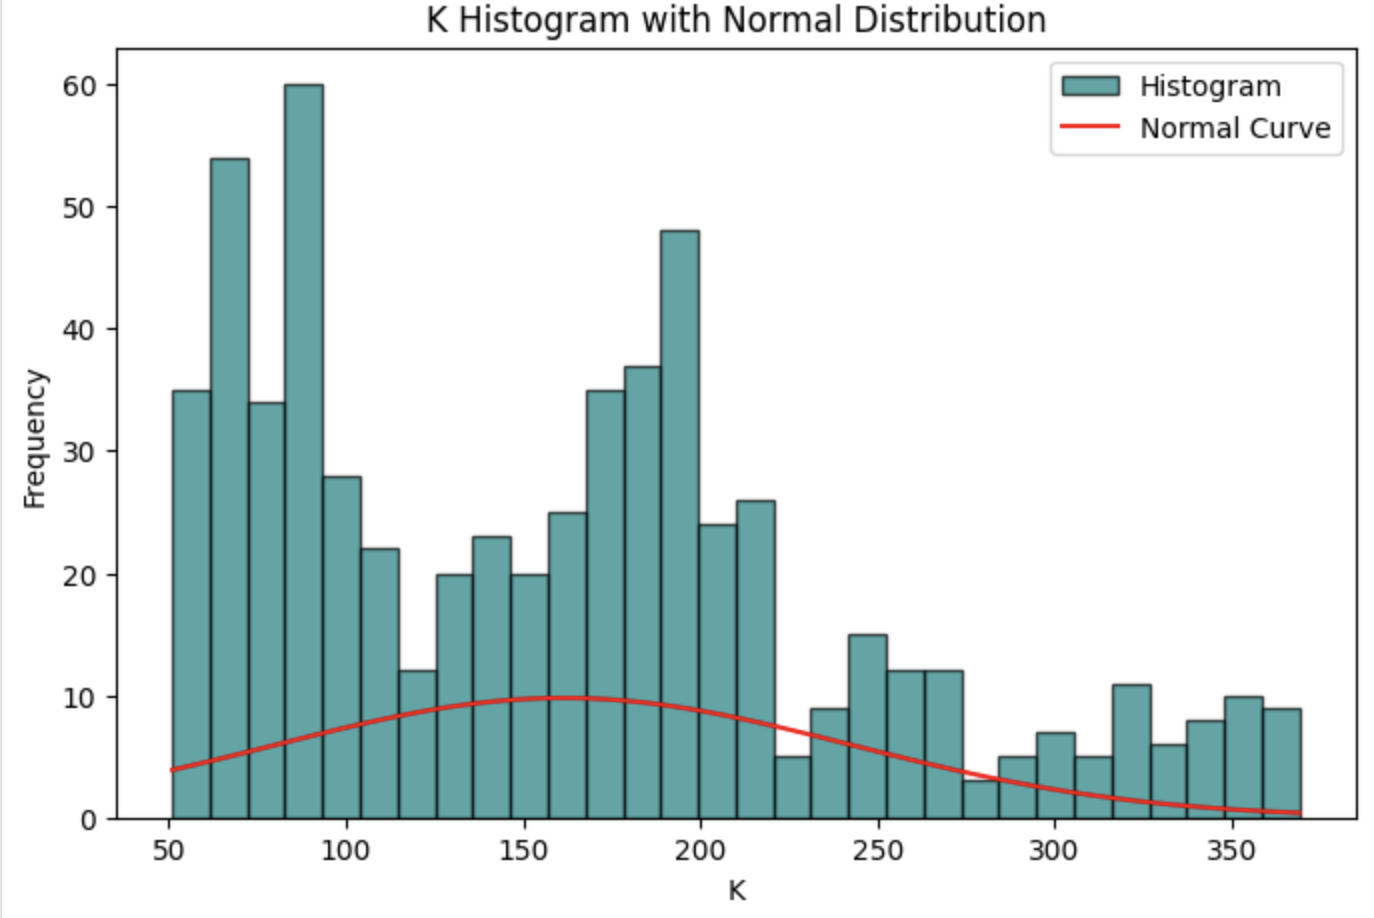 K Histogram with Normal Distribution
Histogram
Normal Curve
60
50
40
30
20
10
0
Frequency
50 100 150 200 250 300 350
K